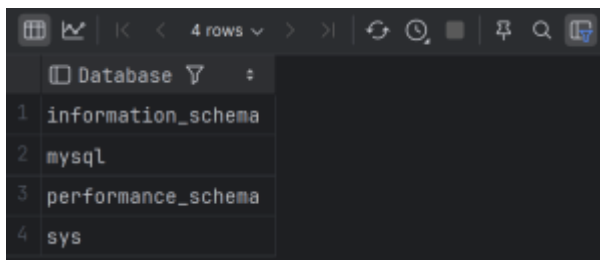 4 rows
Database
1 information_schema
2 mysql
3 performance_schema
4 sys